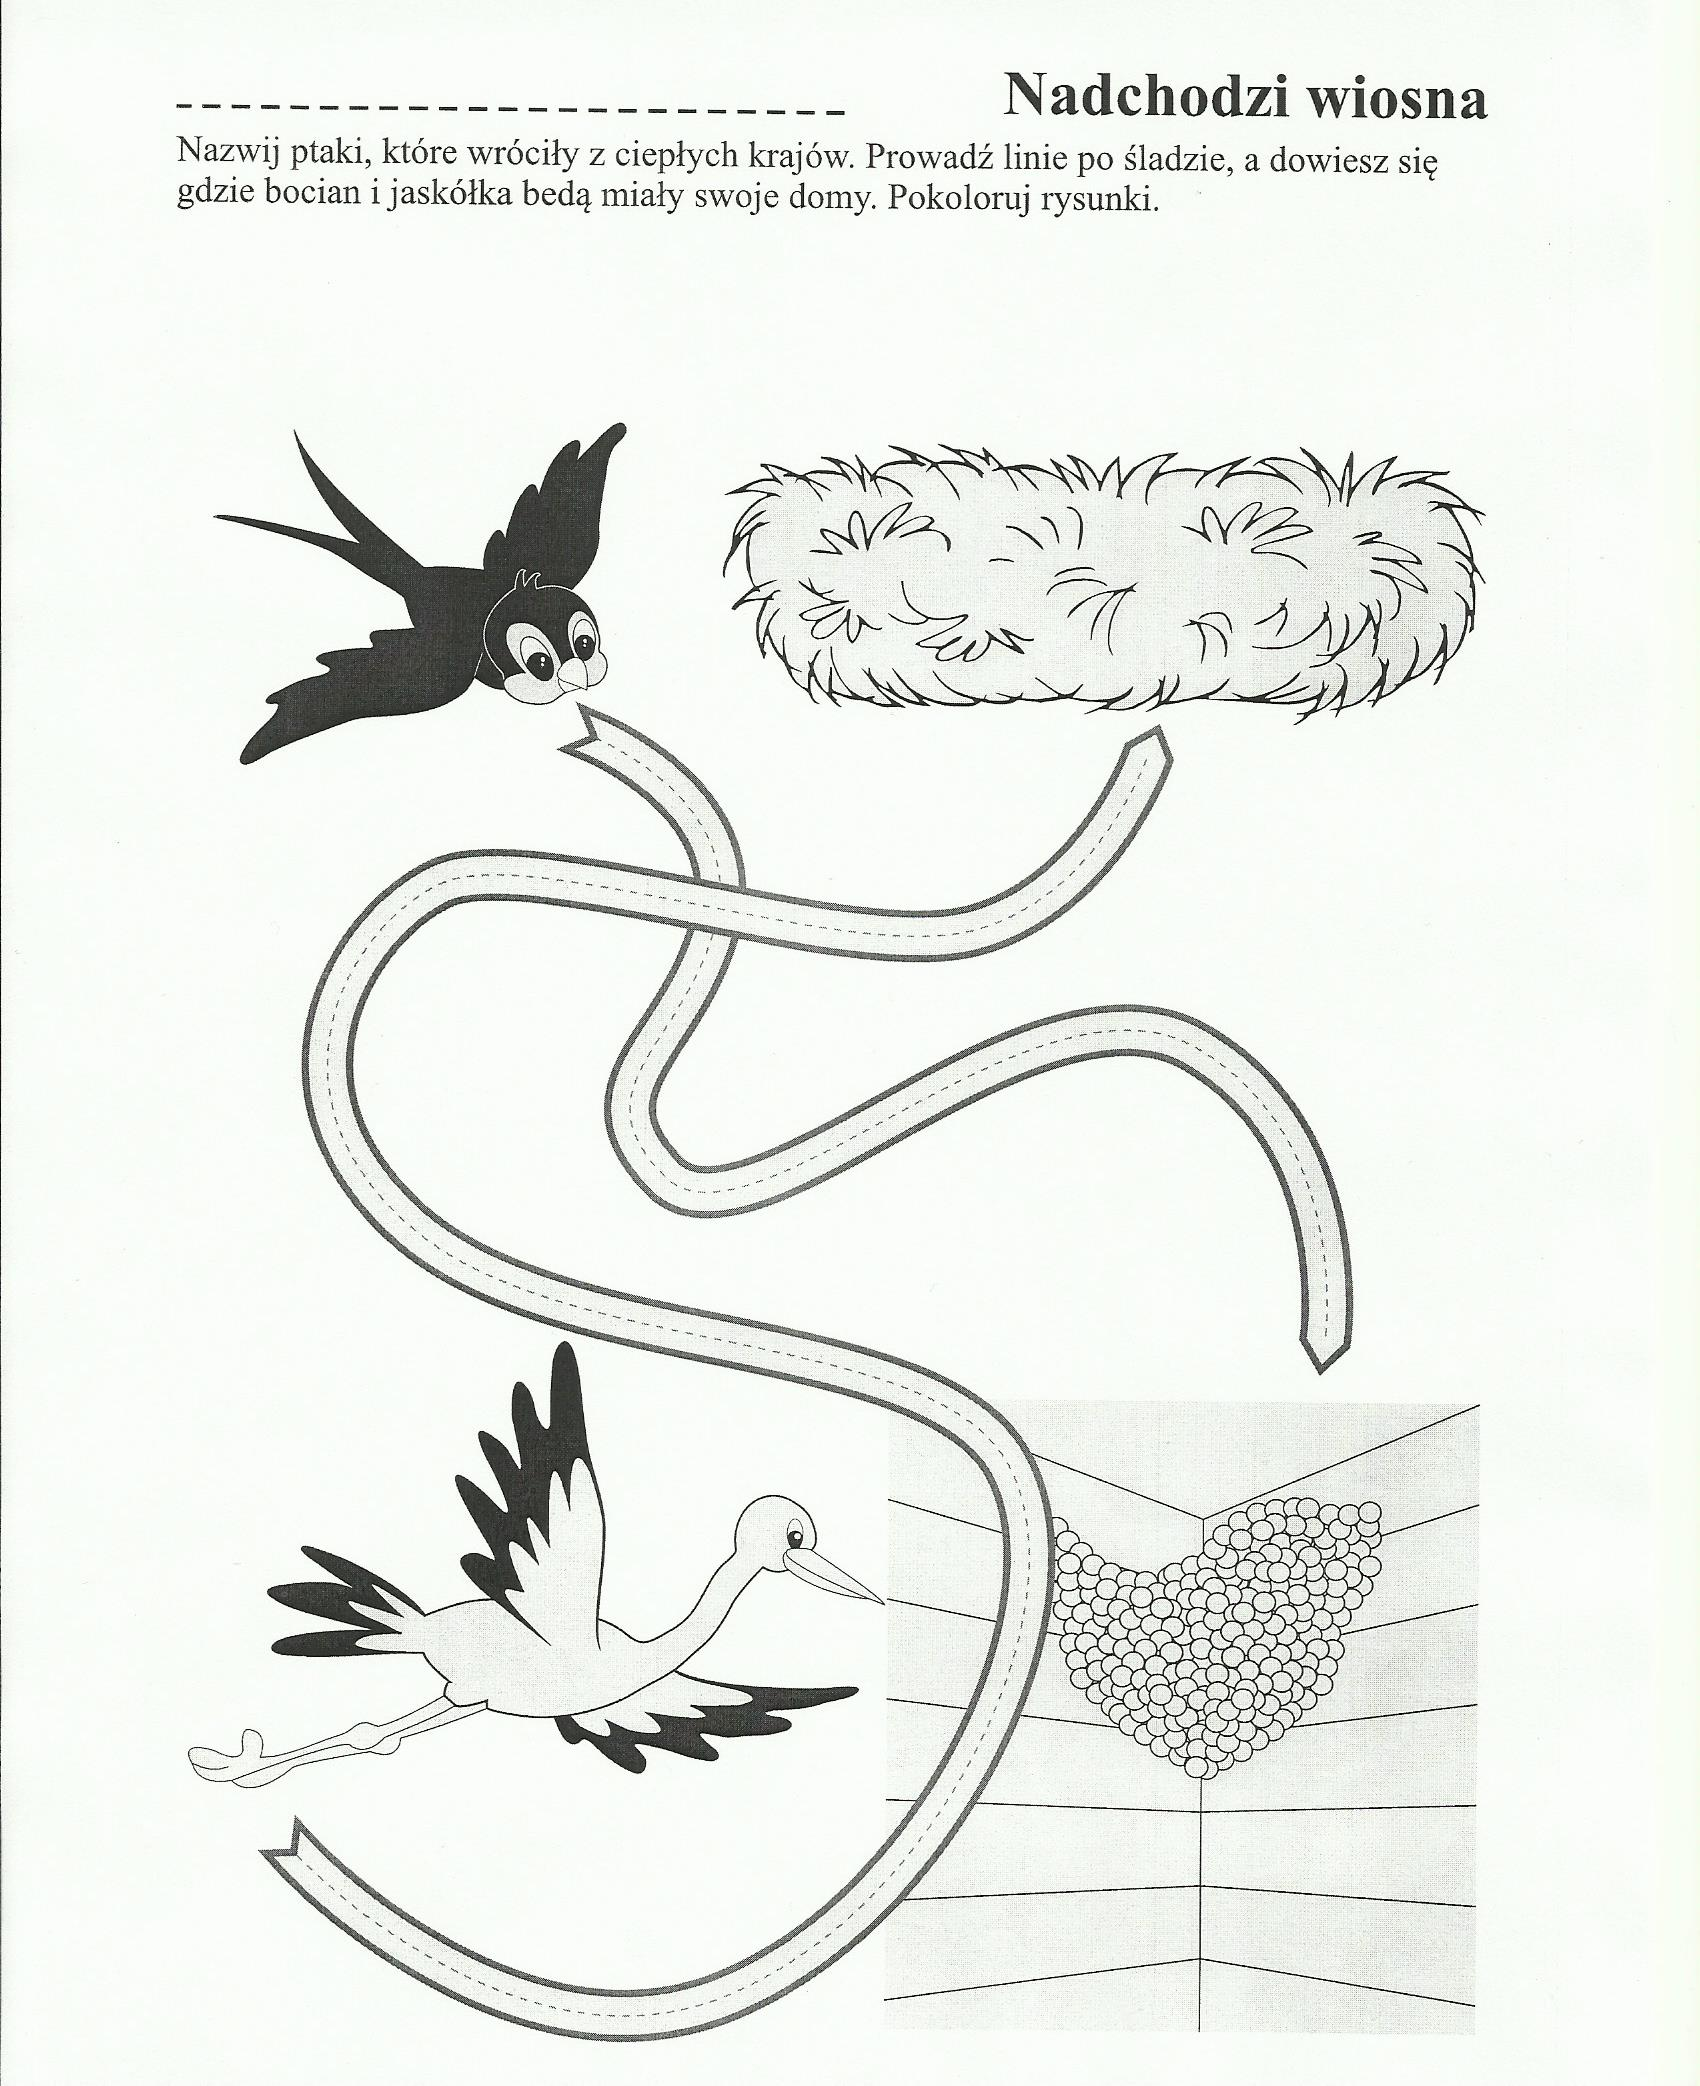 Nadchodzi wiosna
Nazwij ptaki, które wróciły z ciepłych krajów. Prowadź linie po śladzie, a dowiesz się
gdzie bocian i jaskółka bedą miały swoje domy. Pokoloruj rysunki.